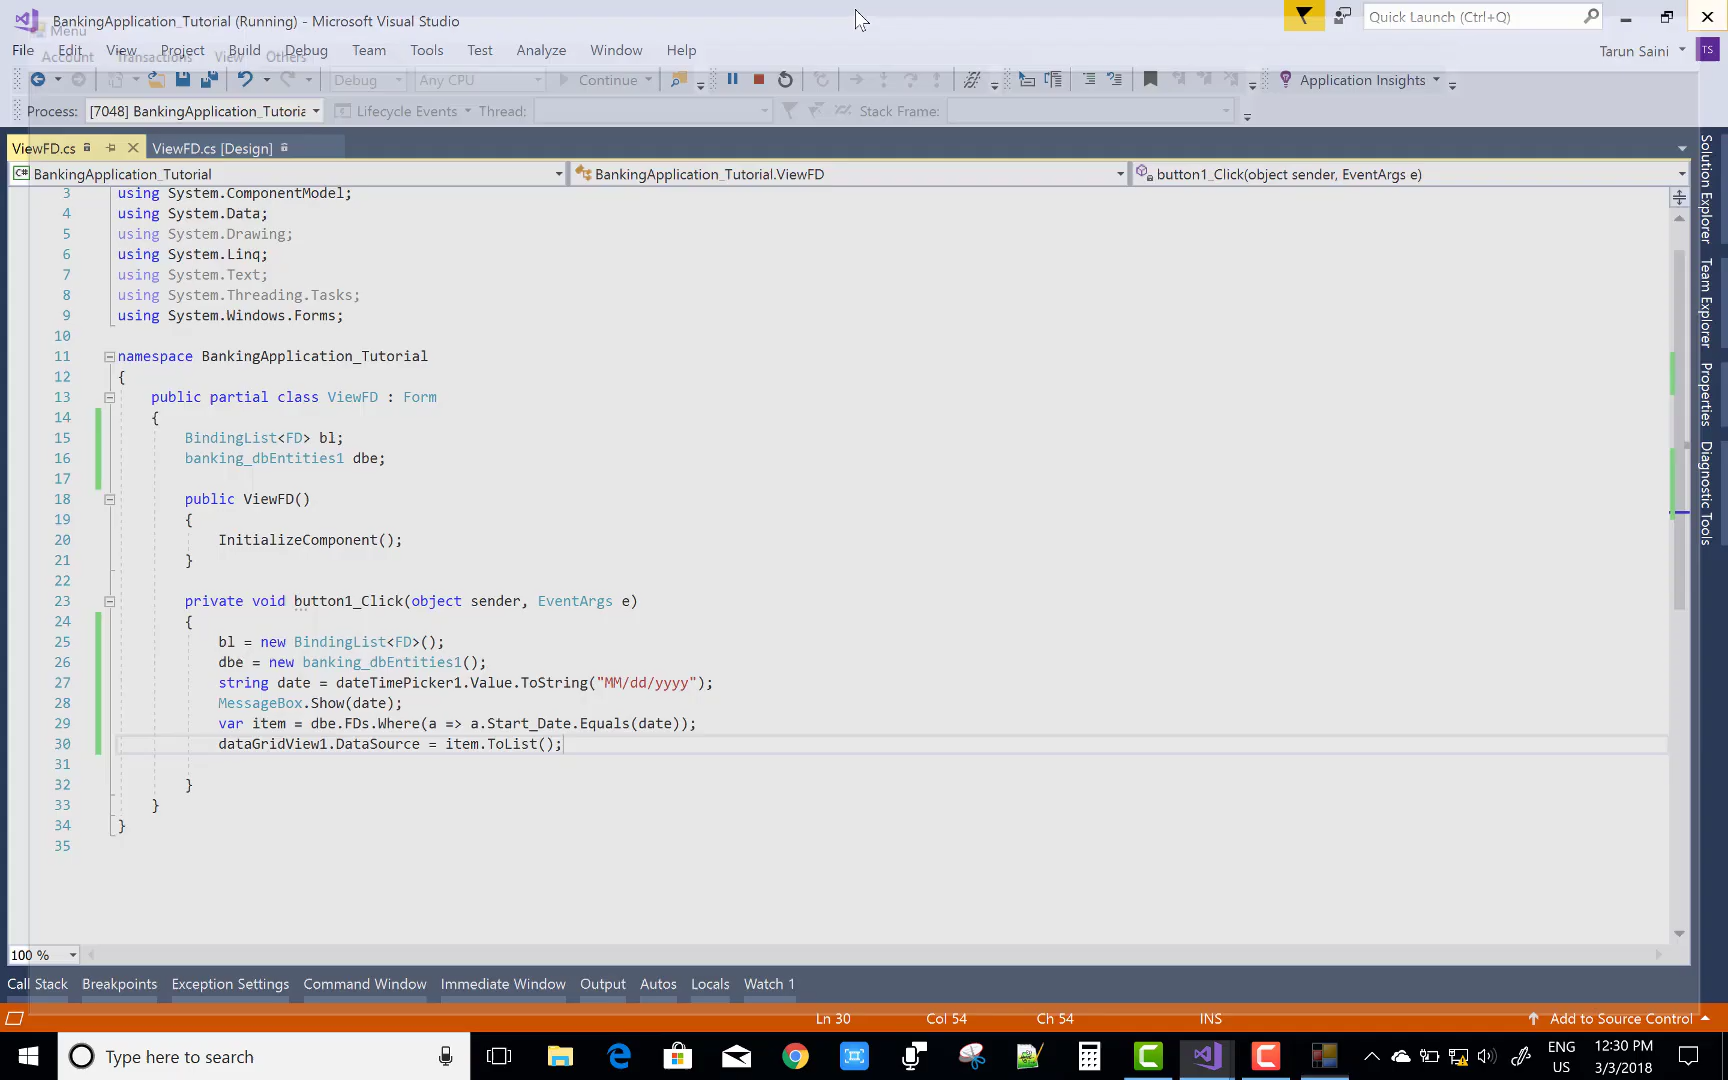 BankingApplication_Tutorial (Running) - Microsoft Visual Studio
Quick Launch (Ctrl+Q)
Menu
File Edit View Project Build Debug Team Tools Test Analyze Window Help
Tarun Saini TS
Account Transactions View Others
Debug Any CPU Continue Application Insights
Process: [7048] BankingApplication_Tutoria Lifecycle Events Thread: Stack Frame:
ViewFD.cs ViewFD.cs [Design]
C# BankingApplication_Tutorial BankingApplication_Tutorial.ViewFD button1_Click(object sender, EventArgs e)
3 using System.ComponentModel;
4 using System.Data;
5 using System.Drawing;
6 using System.Linq;
7 using System.Text;
8 using System.Threading.Tasks;
9 using System.Windows.Forms;
10
11 namespace BankingApplication_Tutorial
12 {
13 public partial class ViewFD : Form
14 {
15 BindingList<FD> bl;
16 banking_dbEntities1 dbe;
17
18 public ViewFD()
19 {
20 InitializeComponent();
21 }
22
23 private void button1_Click(object sender, EventArgs e)
24 {
25 bl = new BindingList<FD>();
26 dbe = new banking_dbEntities1();
27 string date = dateTimePicker1.Value.ToString("MM/dd/yyyy");
28 MessageBox.Show(date);
29 var item = dbe.FDs.Where(a => a.Start_Date.Equals(date));
30 dataGridView1.DataSource = item.ToList();
31
32 }
33 }
34 }
35
Solution Explorer
Team Explorer
Properties
Diagnostic Tools
100 %
Call Stack Breakpoints Exception Settings Command Window Immediate Window Output Autos Locals Watch 1
Ln 30 Col 54 Ch 54 INS Add to Source Control
Type here to search
ENG
US
12:30 PM
3/3/2018